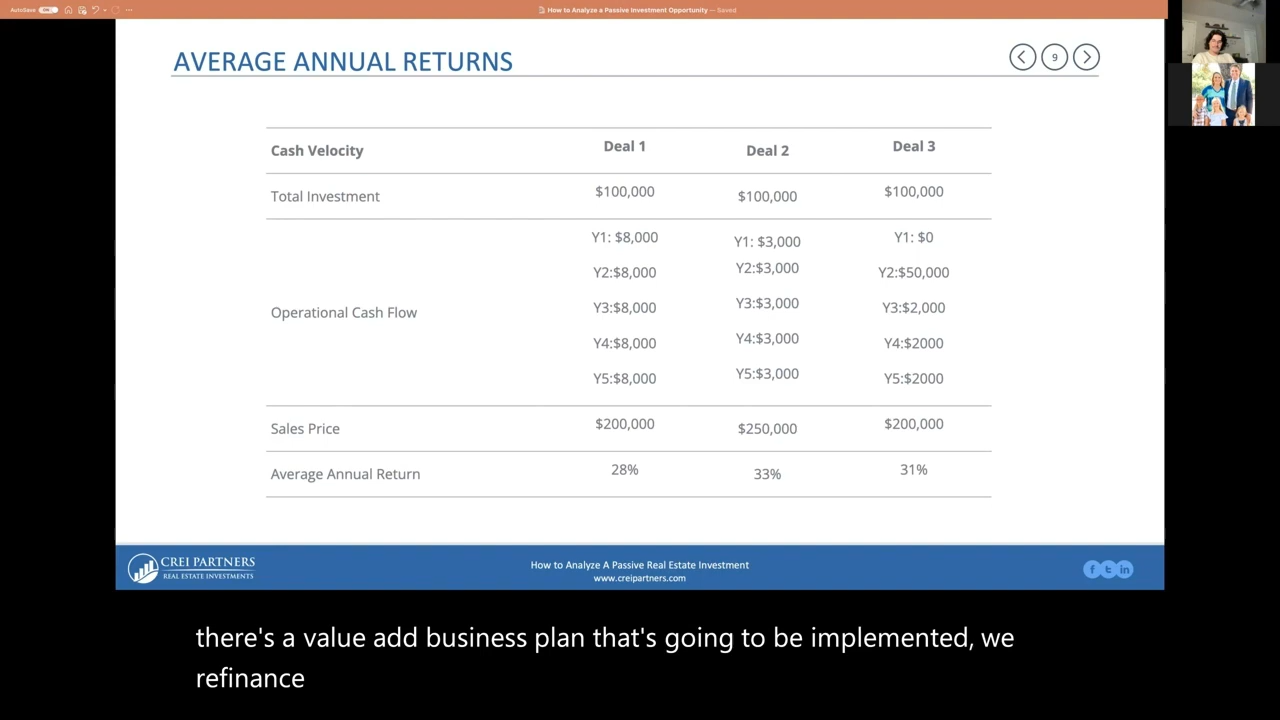 AutoSave ON
How to Analyze a Passive Investment Opportunity — Saved
AVERAGE ANNUAL RETURNS
9
Cash Velocity Deal 1 Deal 2 Deal 3
Total Investment $100,000 $100,000 $100,000
Operational Cash Flow
Y1: $8,000 Y1: $3,000 Y1: $0
Y2:$8,000 Y2:$3,000 Y2:$50,000
Y3:$8,000 Y3:$3,000 Y3:$2,000
Y4:$8,000 Y4:$3,000 Y4:$2000
Y5:$8,000 Y5:$3,000 Y5:$2000
Sales Price $200,000 $250,000 $200,000
Average Annual Return 28% 33% 31%
CREI PARTNERS
REAL ESTATE INVESTMENTS
How to Analyze A Passive Real Estate Investment
www.creipartners.com
f t in
there's a value add business plan that's going to be implemented, we
refinance